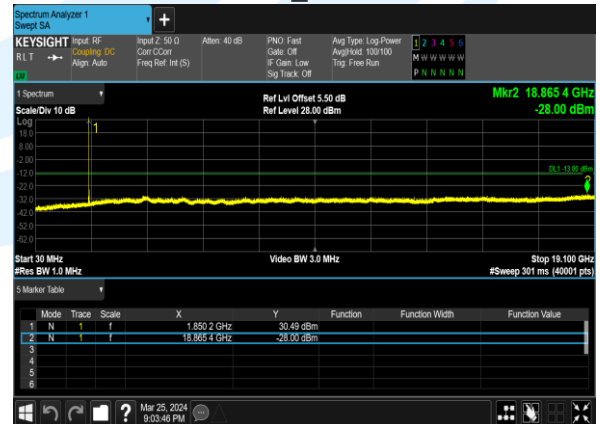 Spectrum Analyzer 1
Swept SA
+
KEYSIGHT Input: RF Input Z: 50 Ω Atten: 40 dB PNO: Fast Avg Type: Log-Power 1 2 3 4 5 6
RLT Coupling: DC Corr CCorr Gate: Off Avg|Hold: 100/100 M W W W W W
Align: Auto Freq Ref: Int (S) IF Gain: Low Trig: Free Run P N N N N N
Sig Track: Off
LXI
1 Spectrum Ref Lvl Offset 5.50 dB Mkr2 18.865 4 GHz
Scale/Div 10 dB Ref Level 28.00 dBm -28.00 dBm
Log
18.0 1
8.00
-2.00
-12.0 DL1 -13.00 dBm
-22.0 2
-32.0
-42.0
-52.0
-62.0
Start 30 MHz Video BW 3.0 MHz Stop 19.100 GHz
#Res BW 1.0 MHz #Sweep 301 ms (40001 pts)
5 Marker Table
Mode Trace Scale X Y Function Function Width Function Value
1 N 1 f 1.850 2 GHz 30.49 dBm
2 N 1 f 18.865 4 GHz -28.00 dBm
3
4
5
6
? Mar 25, 2024
9:03:46 PM